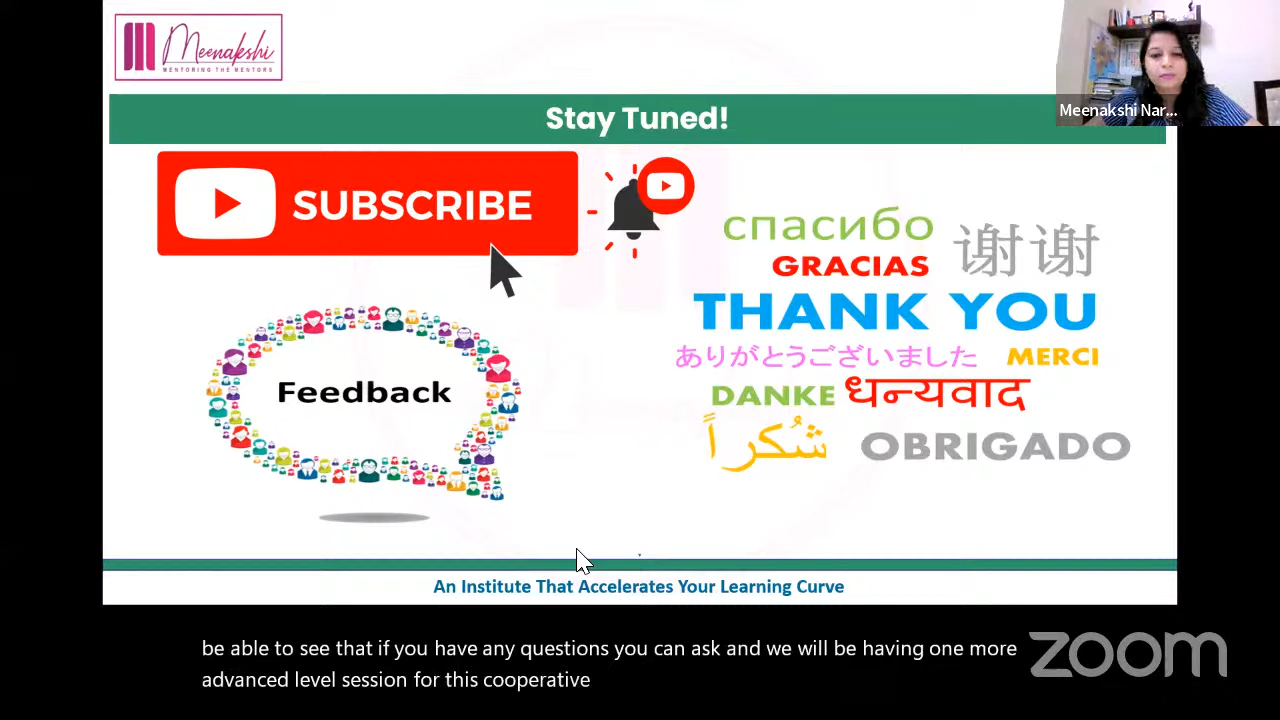 Meenakshi
MENTORING THE MENTORS
Meenakshi Nar...
Stay Tuned!
SUBSCRIBE
Feedback
спасибо
谢谢
GRACIAS
THANK YOU
ありがとうございました
MERCI
DANKE
धन्यवाद
شُكراً
OBRIGADO
An Institute That Accelerates Your Learning Curve
be able to see that if you have any questions you can ask and we will be having one more
advanced level session for this cooperative
zoom